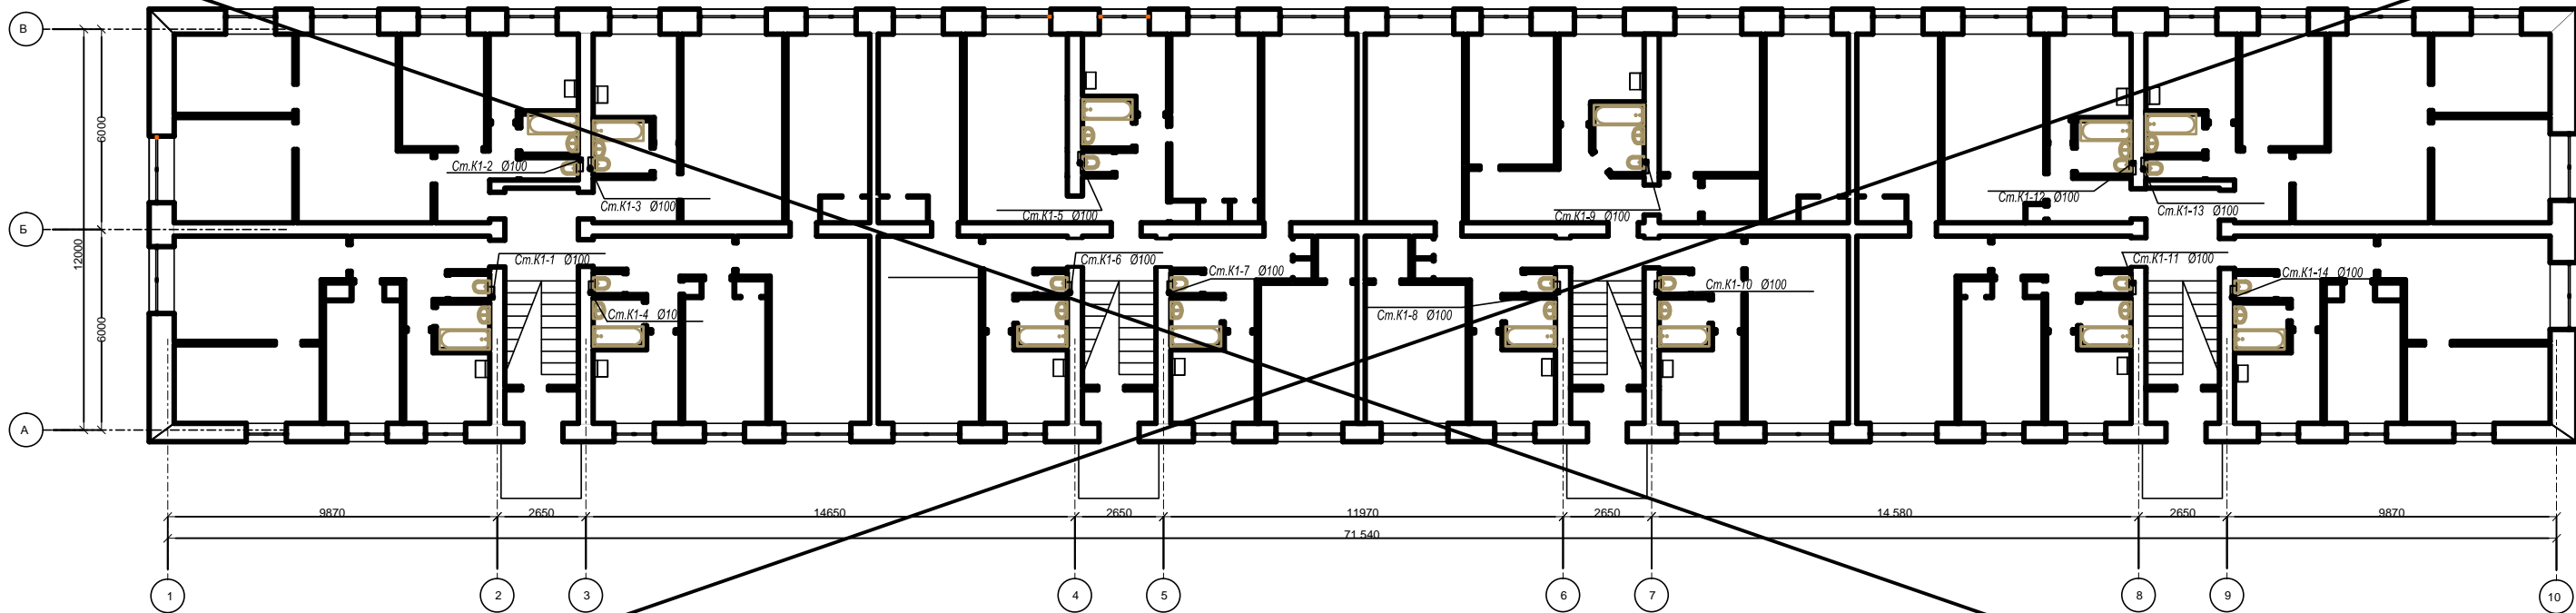 В
Б
А
6000
12000
6000
Ст.К1-2 Ø100
Ст.К1-3 Ø100
Ст.К1-5 Ø100
Ст.К1-9 Ø100
Ст.К1-12 Ø100
Ст.К1-13 Ø100
Ст.К1-1 Ø100
Ст.К1-6 Ø100
Ст.К1-7 Ø100
Ст.К1-11 Ø100
Ст.К1-14 Ø100
Ст.К1-10 Ø100
Ст.К1-4 Ø10
Ст.К1-8 Ø100
9870 2650 14650 2650 11970 2650 14 580 2650 9870
71 540
1 2 3 4 5 6 7 8 9 10